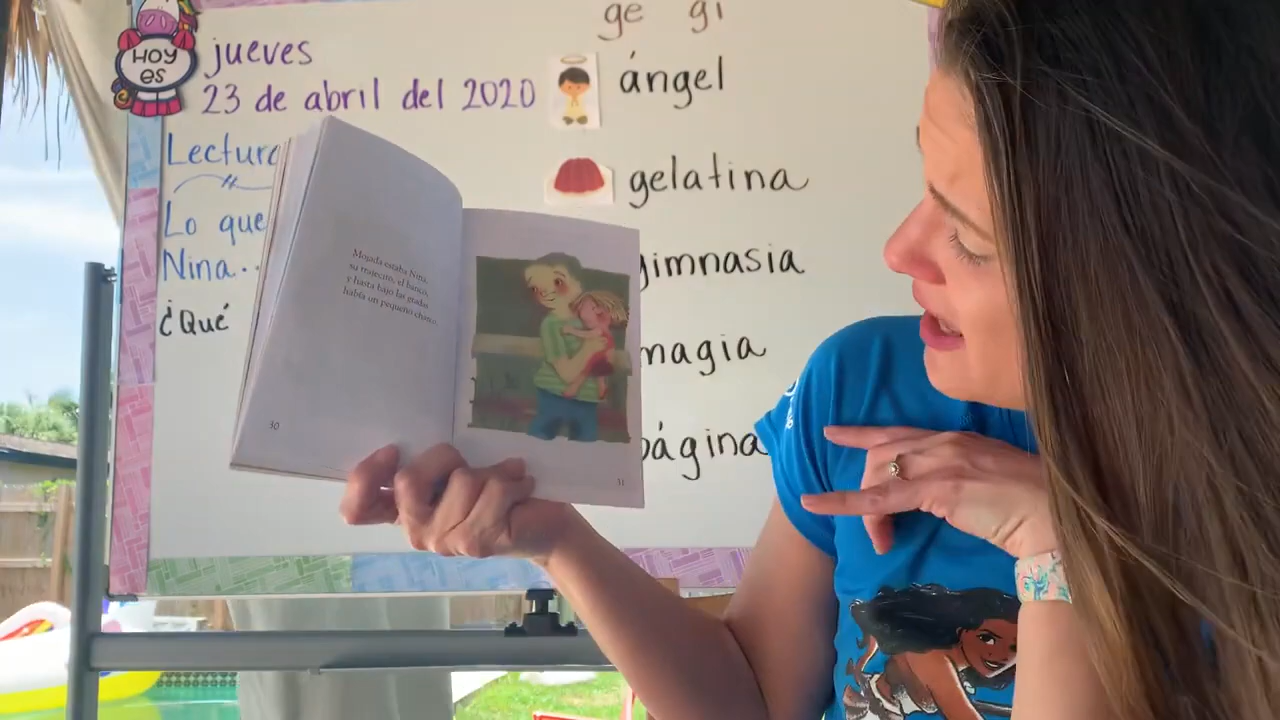 HOY
es
jueves
23 de abril del 2020
Lectura
Lo que
Nina..
¿Qué
ge gi
ángel
gelatina
gimnasia
magia
página
Mojada estaba Nina,
su trajecito, el banco,
y hasta bajo las gradas
había un pequeño charco.
30
31